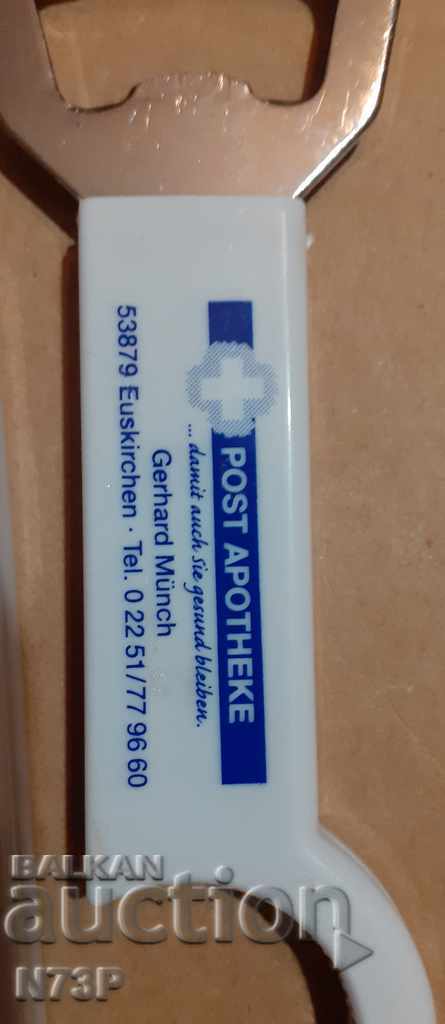 POST APOTHEKE
... damit auch sie gesund bleiben.
Gerhard Münch
53879 Euskirchen · Tel. 0 22 51/77 96 60
BALKAN
auction
N73P